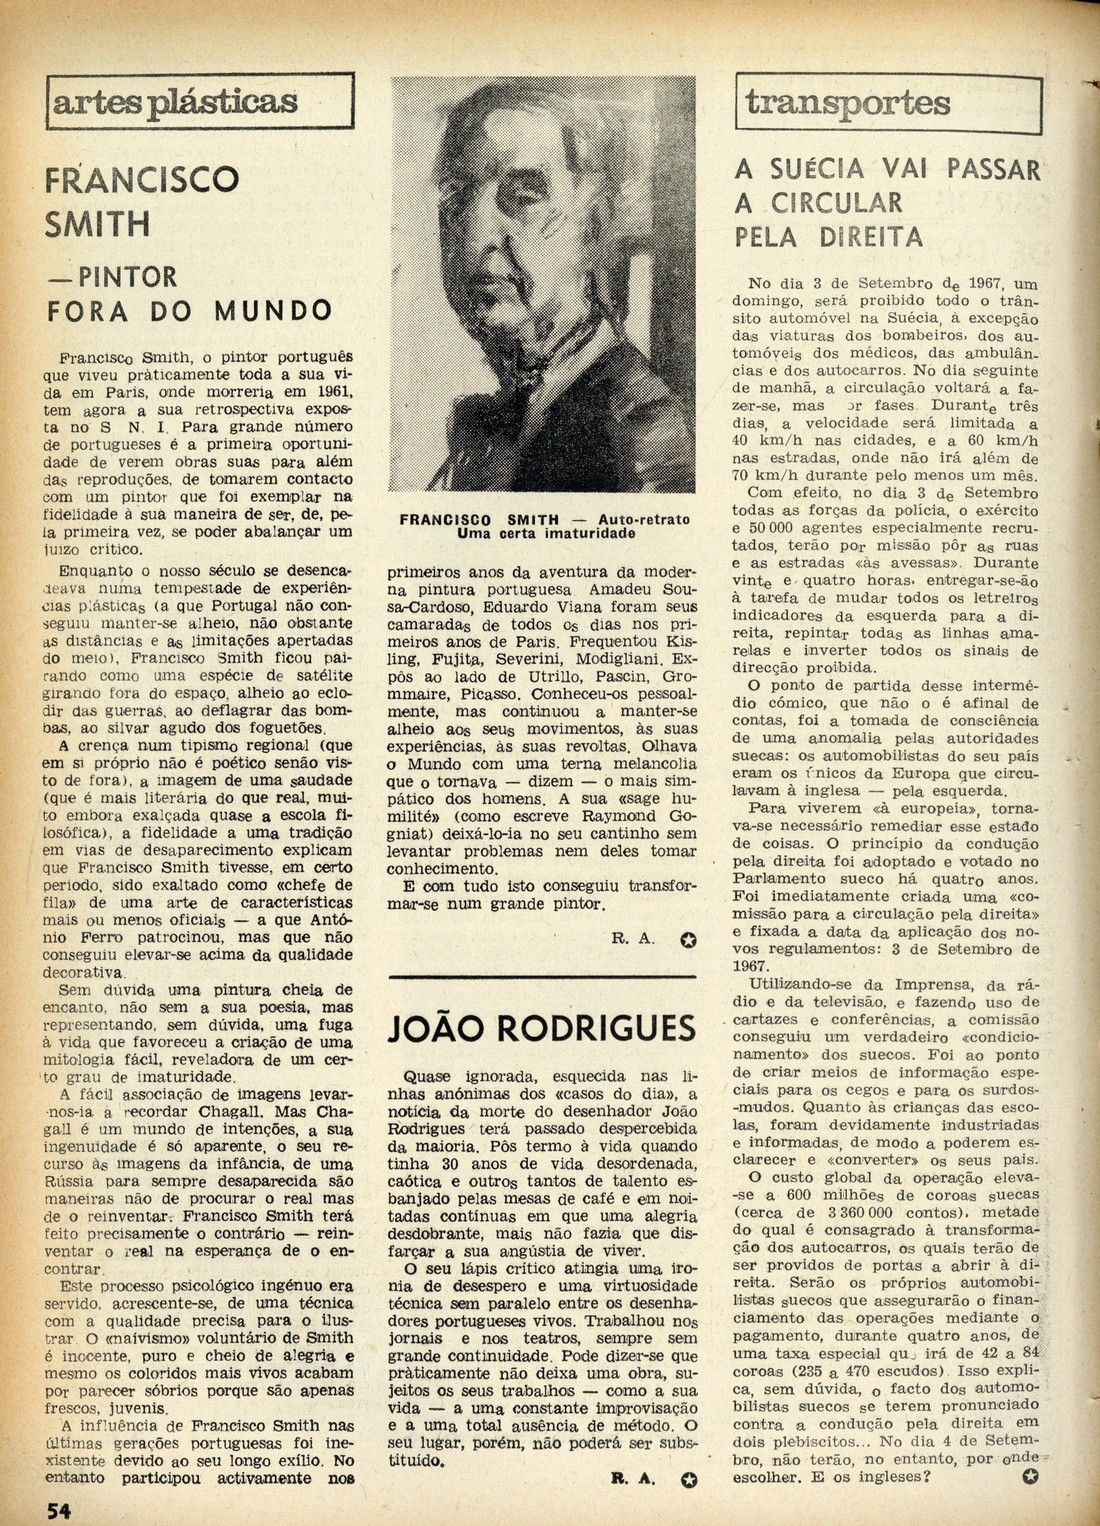 artes plásticas
FRANCISCO
SMITH
—PINTOR
FORA DO MUNDO
Francisco Smith, o pintor português
que viveu pràticamente toda a sua vi-
da em Paris, onde morreria em 1961,
tem agora a sua retrospectiva expos-
ta no S N. I. Para grande número
de portugueses é a primeira oportuni-
dade de verem obras suas para além
das reproduções, de tomarem contacto
com um pintor que foi exemplar na
fidelidade à sua maneira de ser, de, pe-
la primeira vez, se poder abalançar um
juizo crítico.
Enquanto o nosso século se desenca-
deava numa tempestade de experiên-
cias plásticas (a que Portugal não con-
seguiu manter-se alheio, não obstante
as distâncias e as limitações apertadas
do meio), Francisco Smith ficou pai-
rando como uma espécie de satélite
girando fora do espaço, alheio ao eclo-
dir das guerras, ao deflagrar das bom-
bas, ao silvar agudo dos foguetões.
A crença num tipismo regional (que
em si próprio não é poético senão vis-
to de fora), a imagem de uma saudade
(que é mais literária do que real, mui-
to embora exalçada quase a escola fi-
losófica), a fidelidade a uma tradição
em vias de desaparecimento explicam
que Francisco Smith tivesse, em certo
período, sido exaltado como «chefe de
fila» de uma arte de características
mais ou menos oficiais — a que Antó-
nio Ferro patrocinou, mas que não
conseguiu elevar-se acima da qualidade
decorativa.
Sem dúvida uma pintura cheia de
encanto, não sem a sua poesia, mas
representando, sem dúvida, uma fuga
à vida que favoreceu a criação de uma
mitologia fácil, reveladora de um cer-
to grau de imaturidade.
A fácil associação de imagens levar-
-nos-ia a recordar Chagall. Mas Cha-
gall é um mundo de intenções, a sua
ingenuidade é só aparente, o seu re-
curso às imagens da infância, de uma
Rússia para sempre desaparecida são
maneiras não de procurar o real mas
de o reinventar. Francisco Smith terá
feito precisamente o contrário — rein-
ventar o real na esperança de o en-
contrar.
Este processo psicológico ingénuo era
servido, acrescente-se, de uma técnica
com a qualidade precisa para o ilus-
trar. O «naívismo» voluntário de Smith
é inocente, puro e cheio de alegria e
mesmo os coloridos mais vivos acabam
por parecer sóbrios porque são apenas
frescos, juvenis.
A influência de Francisco Smith nas
últimas gerações portuguesas foi ine-
xistente devido ao seu longo exílio. No
entanto participou activamente nos
FRANCISCO SMITH — Auto-retrato
Uma certa imaturidade
primeiros anos da aventura da moder-
na pintura portuguesa. Amadeu Sou-
sa-Cardoso, Eduardo Viana foram seus
camaradas de todos os dias nos pri-
meiros anos de Paris. Frequentou Kis-
ling, Fujita, Severini, Modigliani. Ex-
pôs ao lado de Utrillo, Pascin, Gro-
mmaire, Picasso. Conheceu-os pessoal-
mente, mas continuou a manter-se
alheio aos seus movimentos, às suas
experiências, às suas revoltas. Olhava
o Mundo com uma terna melancolia
que o tornava — dizem — o mais sim-
pático dos homens. A sua «sage hu-
milité» (como escreve Raymond Go-
gniat) deixá-lo-ia no seu cantinho sem
levantar problemas nem deles tomar
conhecimento.
E com tudo isto conseguiu transfor-
mar-se num grande pintor.
R. A.
JOÃO RODRIGUES
Quase ignorada, esquecida nas li-
nhas anónimas dos «casos do dia», a
notícia da morte do desenhador João
Rodrigues terá passado despercebida
da maioria. Pôs termo à vida quando
tinha 30 anos de vida desordenada,
caótica e outros tantos de talento es-
banjado pelas mesas de café e em noi-
tadas contínuas em que uma alegria
desdobrante, mais não fazia que dis-
farçar a sua angústia de viver.
O seu lápis crítico atingia uma iro-
nia de desespero e uma virtuosidade
técnica sem paralelo entre os desenha-
dores portugueses vivos. Trabalhou nos
jornais e nos teatros, sempre sem
grande continuidade. Pode dizer-se que
pràticamente não deixa uma obra, su-
jeitos os seus trabalhos — como a sua
vida — a uma constante improvisação
e a uma total ausência de método. O
seu lugar, porém, não poderá ser subs-
tituído.
R. A.
transportes
A SUÉCIA VAI PASSAR
A CIRCULAR
PELA DIREITA
No dia 3 de Setembro de 1967, um
domingo, será proibido todo o trân-
sito automóvel na Suécia, à excepção
das viaturas dos bombeiros, dos au-
tomóveis dos médicos, das ambulân-
cias e dos autocarros. No dia seguinte
de manhã, a circulação voltará a fa-
zer-se, mas or fases. Durante três
dias, a velocidade será limitada a
40 km/h nas cidades, e a 60 km/h
nas estradas, onde não irá além de
70 km/h durante pelo menos um mês.
Com efeito, no dia 3 de Setembro
todas as forças da polícia, o exército
e 50 000 agentes especialmente recru-
tados, terão por missão pôr as ruas
e as estradas «às avessas». Durante
vinte e quatro horas, entregar-se-ão
à tarefa de mudar todos os letreiros
indicadores da esquerda para a di-
reita, repintar todas as linhas ama-
relas e inverter todos os sinais de
direcção proibida.
O ponto de partida desse intermé-
dio cómico, que não o é afinal de
contas, foi a tomada de consciência
de uma anomalia pelas autoridades
suecas: os automobilistas do seu país
eram os únicos da Europa que circu-
lavam à inglesa — pela esquerda.
Para viverem «à europeia», torna-
va-se necessário remediar esse estado
de coisas. O princípio da condução
pela direita foi adoptado e votado no
Parlamento sueco há quatro anos.
Foi imediatamente criada uma «co-
missão para a circulação pela direita»
e fixada a data da aplicação dos no-
vos regulamentos: 3 de Setembro de
1967.
Utilizando-se da Imprensa, da rá-
dio e da televisão, e fazendo uso de
cartazes e conferências, a comissão
conseguiu um verdadeiro «condicio-
namento» dos suecos. Foi ao ponto
de criar meios de informação espe-
ciais para os cegos e para os surdos-
-mudos. Quanto às crianças das esco-
las, foram devidamente industriadas
e informadas, de modo a poderem es-
clarecer e «converter» os seus pais.
O custo global da operação eleva-
-se a 600 milhões de coroas suecas
(cerca de 3 360 000 contos), metade
do qual é consagrado à transforma-
ção dos autocarros, os quais terão de
ser providos de portas a abrir à di-
reita. Serão os próprios automobi-
listas suecos que assegurarão o finan-
ciamento das operações mediante o
pagamento, durante quatro anos, de
uma taxa especial que irá de 42 a 84
coroas (235 a 470 escudos). Isso expli-
ca, sem dúvida, o facto dos automo-
bilistas suecos se terem pronunciado
contra a condução pela direita em
dois plebiscitos... No dia 4 de Setem-
bro, não terão, no entanto, por onde
escolher. E os ingleses?
54